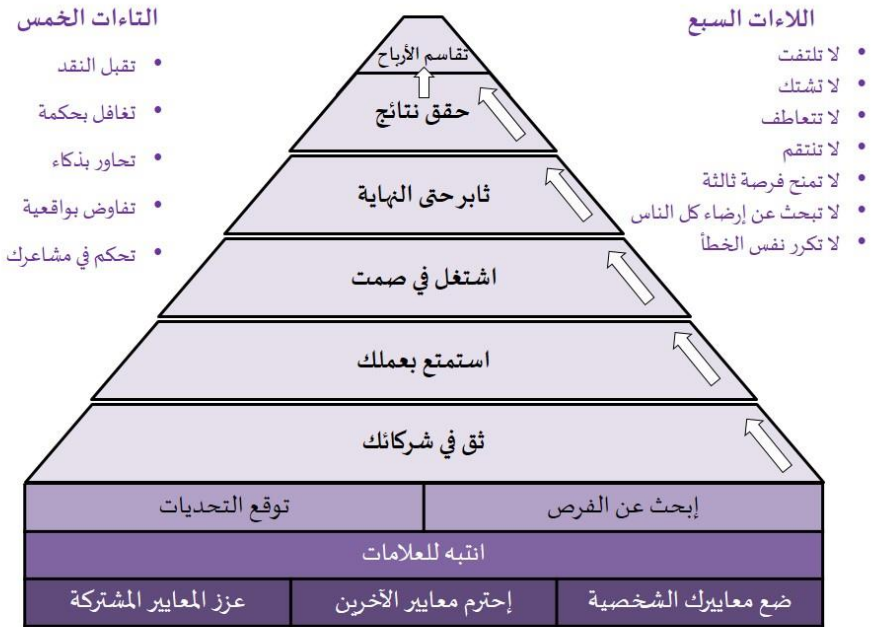 اللاءات السبع
• لا تلتفت
• لا تشتك
• لا تتعاطف
• لا تنتقم
• لا تمنح فرصة ثالثة
• لا تبحث عن إرضاء كل الناس
• لا تكرر نفس الخطأ
التاءات الخمس
• تقبل النقد
• تغافل بحكمة
• تحاور بذكاء
• تفاوض بواقعية
• تحكم في مشاعرك
تقاسم الأرباح
حقق نتائج
ثابر حتى النهاية
اشتغل في صمت
استمتع بعملك
ثق في شركائك
إبحث عن الفرص
توقع التحديات
انتبه للعلامات
ضع معاييرك الشخصية
إحترم معايير الآخرين
عزز المعايير المشتركة